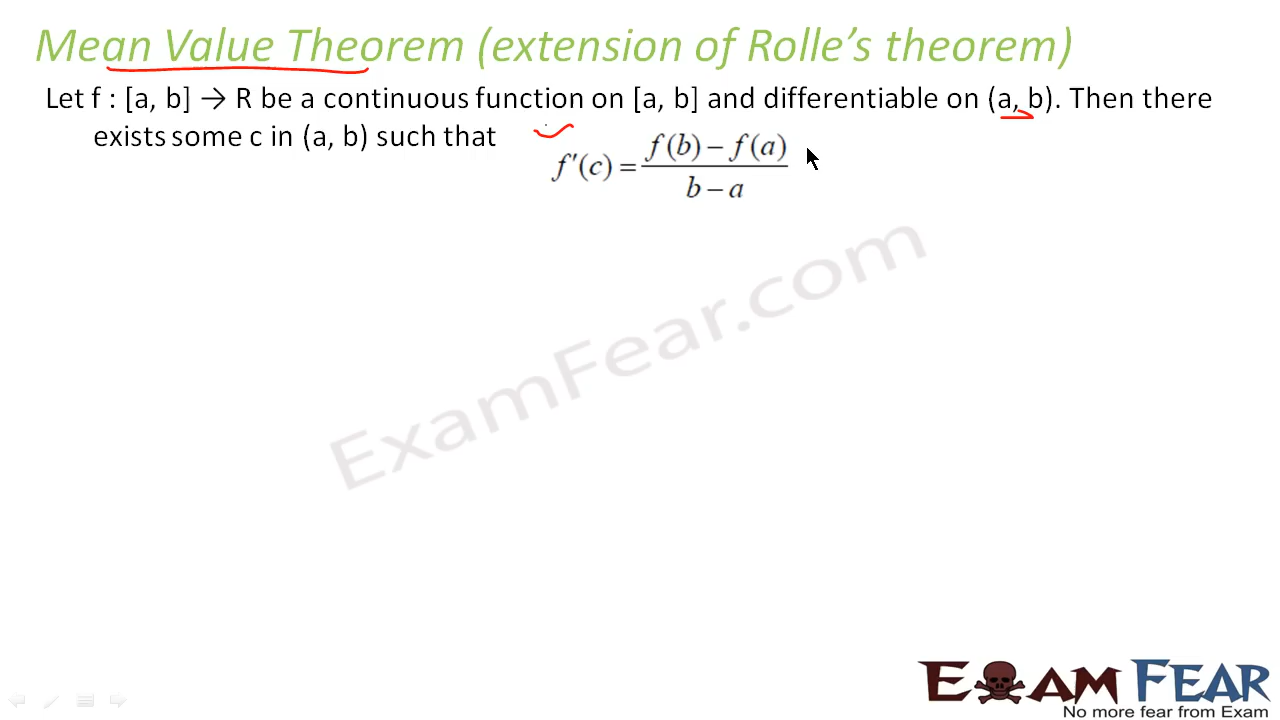 Mean Value Theorem (extension of Rolle’s theorem)
Let f : [a, b] → R be a continuous function on [a, b] and differentiable on (a, b). Then there
exists some c in (a, b) such that
f'(c) = f(b) − f(a) / b − a
ExamFear.com
EXAM FEAR
No more fear from Exam